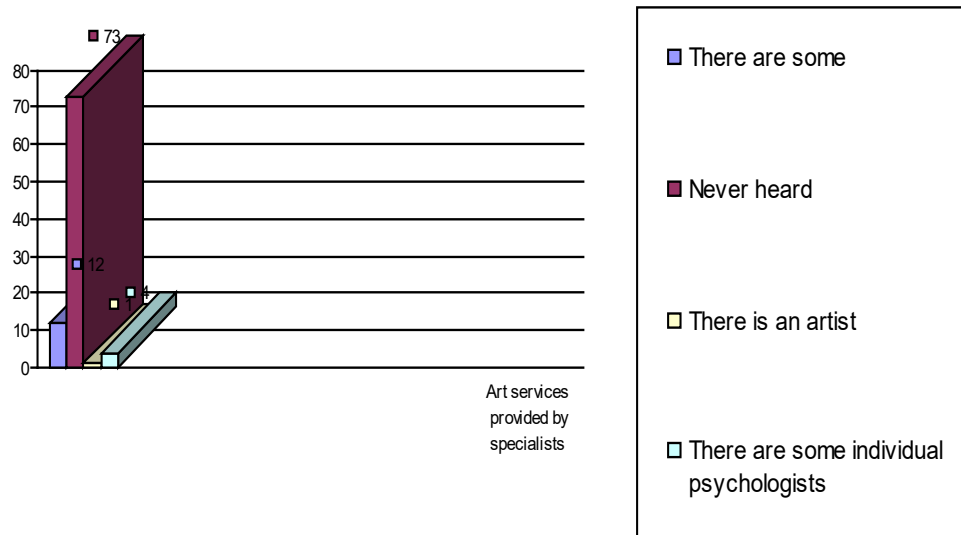 73
80
70
60
50
40
30
12
20
4
1
10
0
Art services
provided by
specialists
There are some
Never heard
There is an artist
There are some individual
psychologists